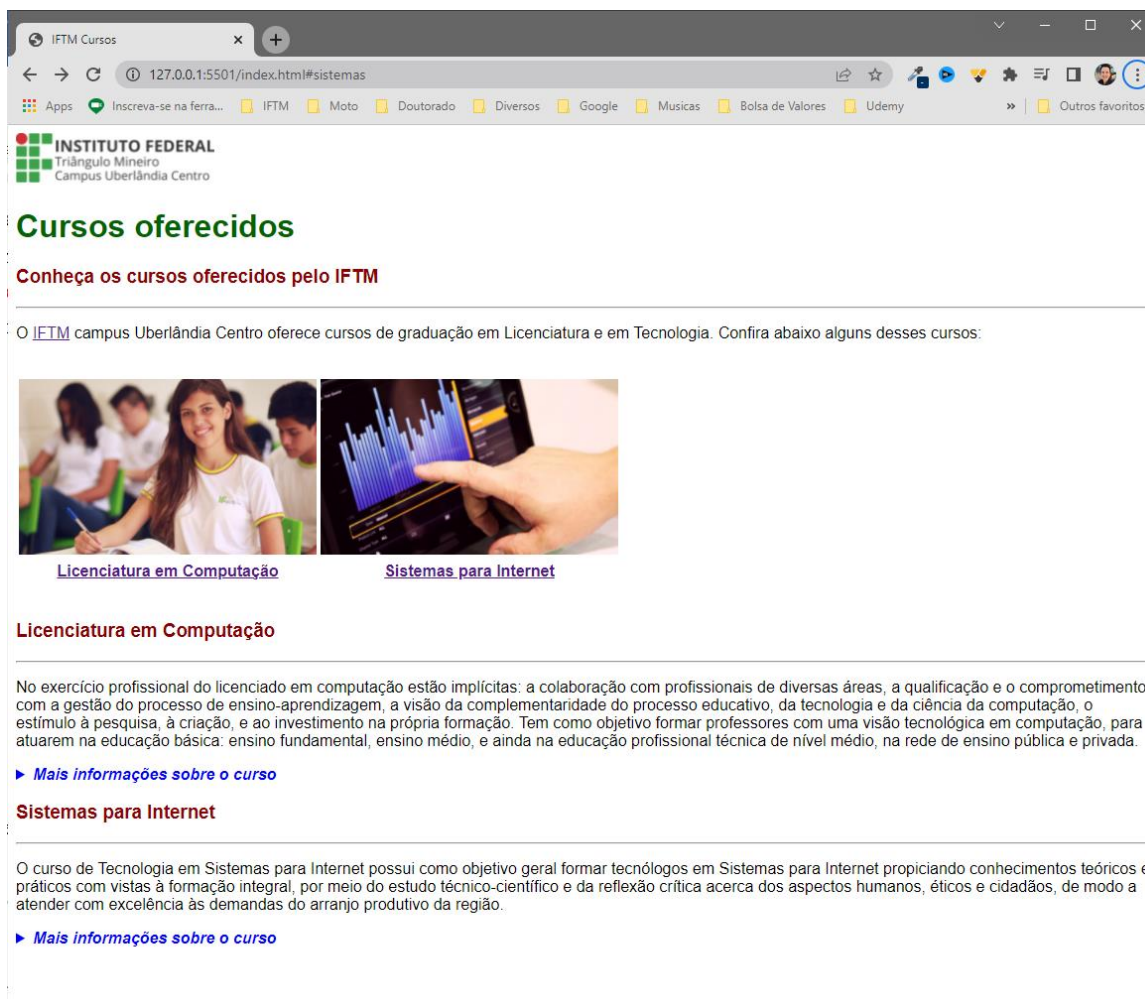 IFTM Cursos
127.0.0.1:5501/index.html#sistemas
Apps Inscreva-se na ferra... IFTM Moto Doutorado Diversos Google Musicas Bolsa de Valores Udemy » Outros favoritos
INSTITUTO FEDERAL
Triângulo Mineiro
Campus Uberlândia Centro
Cursos oferecidos
Conheça os cursos oferecidos pelo IFTM
O IFTM campus Uberlândia Centro oferece cursos de graduação em Licenciatura e em Tecnologia. Confira abaixo alguns desses cursos:
Licenciatura em Computação Sistemas para Internet
Licenciatura em Computação
No exercício profissional do licenciado em computação estão implícitas: a colaboração com profissionais de diversas áreas, a qualificação e o comprometimento
com a gestão do processo de ensino-aprendizagem, a visão da complementaridade do processo educativo, da tecnologia e da ciência da computação, o
estímulo à pesquisa, à criação, e ao investimento na própria formação. Tem como objetivo formar professores com uma visão tecnológica em computação, para
atuarem na educação básica: ensino fundamental, ensino médio, e ainda na educação profissional técnica de nível médio, na rede de ensino pública e privada.
Mais informações sobre o curso
Sistemas para Internet
O curso de Tecnologia em Sistemas para Internet possui como objetivo geral formar tecnólogos em Sistemas para Internet propiciando conhecimentos teóricos e
práticos com vistas à formação integral, por meio do estudo técnico-científico e da reflexão crítica acerca dos aspectos humanos, éticos e cidadãos, de modo a
atender com excelência às demandas do arranjo produtivo da região.
Mais informações sobre o curso